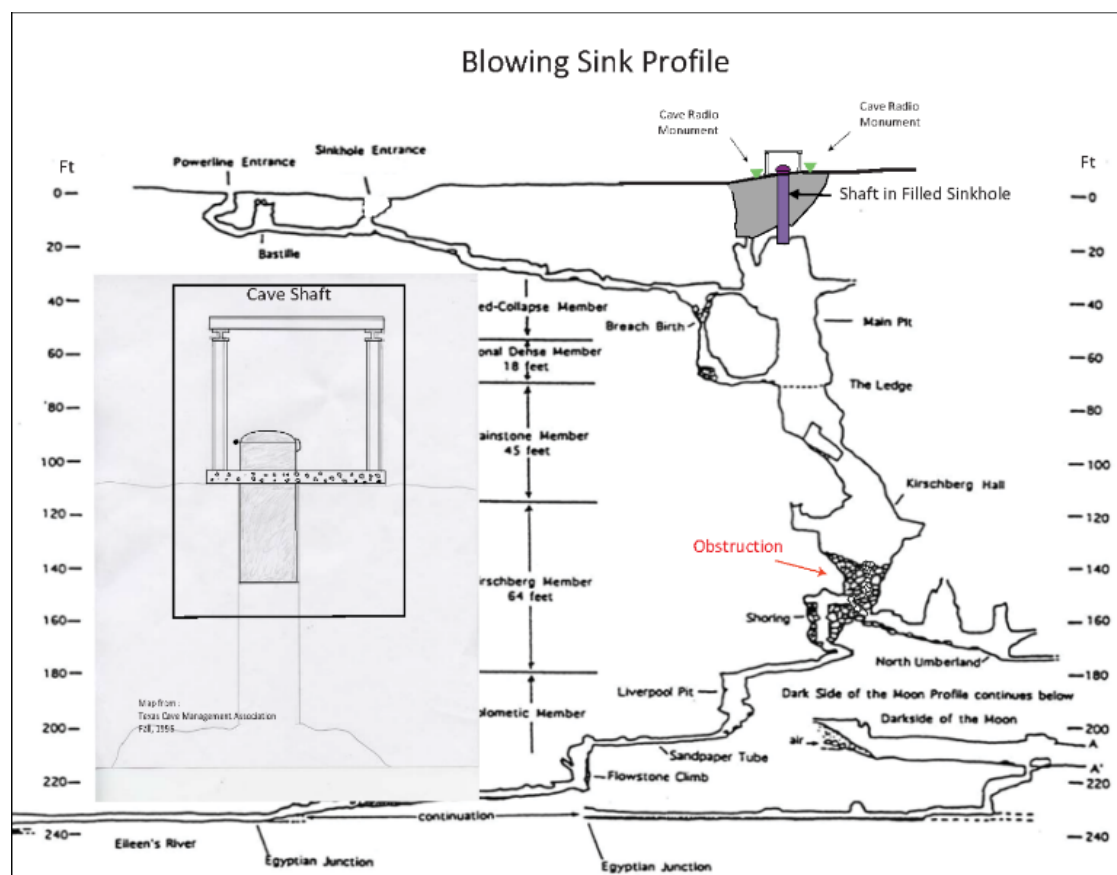 Blowing Sink Profile
Cave Radio
Monument
Cave Radio
Monument
Ft
Powerline Entrance
Sinkhole Entrance
Ft
0
0
Shaft in Filled Sinkhole
20
Bastille
20
Cave Shaft
40
ed-Collapse Member
40
Breach Birth
Main Pit
onal Dense Member
18 feet
60
60
The Ledge
80
80
ainstone Member
45 feet
100
100
Kirschberg Hall
120
120
Obstruction
140
irschberg Member
64 feet
140
Shoring
160
160
North Umberland
180
180
Liverpool Pit
Dark Side of the Moon Profile continues below
Map from :
Texas Cave Management Association
Fall, 1996
olometic Member
Darkside of the Moon
200
200
air
A
Sandpaper Tube
A'
220
Flowstone Climb
220
continuation
240
240
Eileen's River
Egyptian Junction
Egyptian Junction